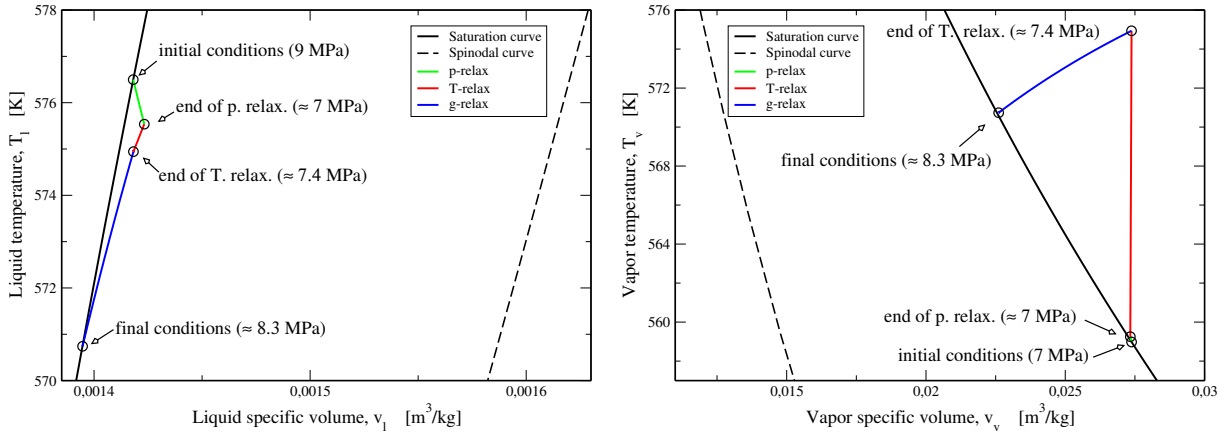 578
576
574
572
570
Liquid temperature, T_l [K]
initial conditions (9 MPa)
end of p. relax. (≈ 7 MPa)
end of T. relax. (≈ 7.4 MPa)
final conditions (≈ 8.3 MPa)
Saturation curve
Spinodal curve
p-relax
T-relax
g-relax
0,0014
0,0015
0,0016
Liquid specific volume, v_l [m³/kg]
576
572
568
564
560
Vapor temperature, T_v [K]
end of T. relax. (≈ 7.4 MPa)
Saturation curve
Spinodal curve
p-relax
T-relax
g-relax
final conditions (≈ 8.3 MPa)
end of p. relax. (≈ 7 MPa)
initial conditions (7 MPa)
0,015
0,02
0,025
0,03
Vapor specific volume, v_v [m³/kg]